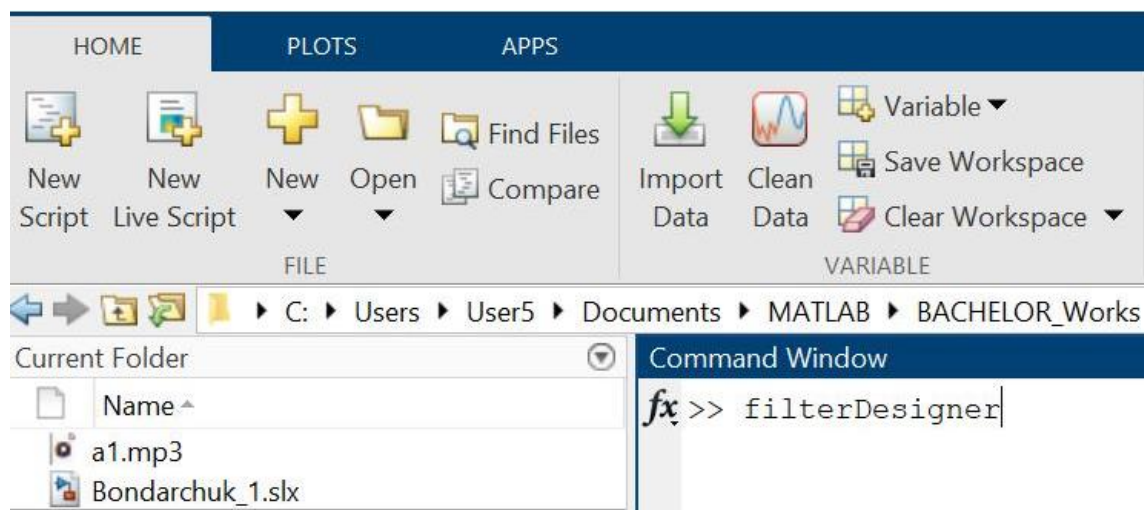 HOME PLOTS APPS
New Script
New Live Script
New
Open
Find Files
Compare
FILE
Import Data
Clean Data
Variable
Save Workspace
Clear Workspace
VARIABLE
C: Users User5 Documents MATLAB BACHELOR_Works
Current Folder
Name
a1.mp3
Bondarchuk_1.slx
Command Window
fx >> filterDesigner